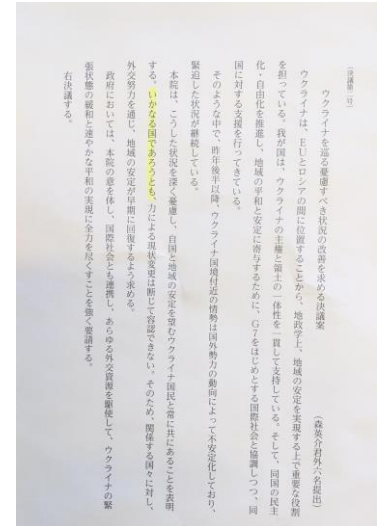 〔決議第二号〕
ウクライナを巡る憂慮すべき状況の改善を求める決議案
（森英介君外六名提出）
ウクライナは、ＥＵとロシアの間に位置することから、地政学上、地域の安定を実現する上で重要な役割
を担っている。我が国は、ウクライナの主権と領土の一体性を一貫して支持している。そして、同国の民主
化・自由化を推進し、地域の平和と安定に寄与するために、Ｇ７をはじめとする国際社会と協調しつつ、同
国に対する支援を行ってきている。
そのような中で、昨年後半以降、ウクライナ国境付近の情勢は国外勢力の動向によって不安定化しており、
緊迫した状況が継続している。
本院は、こうした状況を深く憂慮し、自国と地域の安定を望むウクライナ国民と常に共にあることを表明
する。いかなる国であろうとも、力による現状変更は断じて容認できない。そのため、関係する国々に対し、
外交努力を通じ、地域の安定が早期に回復するよう求める。
政府においては、本院の意を体し、国際社会とも連携し、あらゆる外交資源を駆使して、ウクライナの緊
張状態の緩和と速やかな平和の実現に全力を尽くすことを強く要請する。
右決議する。